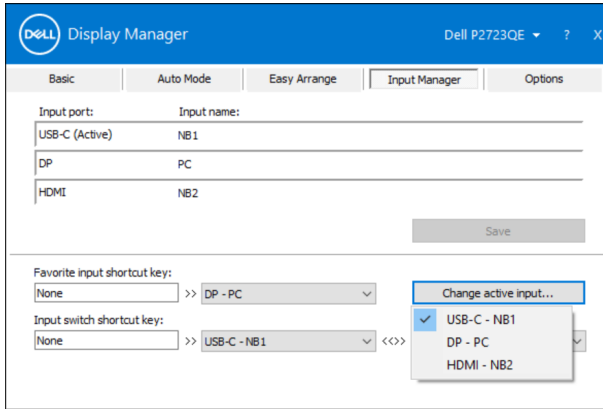 DELL Display Manager Dell P2723QE ? X
Basic Auto Mode Easy Arrange Input Manager Options
Input port: Input name:
USB-C (Active) NB1
DP PC
HDMI NB2
Save
Favorite input shortcut key:
None >> DP - PC Change active input...
Input switch shortcut key:
None >> USB-C - NB1 <<>>
USB-C - NB1
DP - PC
HDMI - NB2